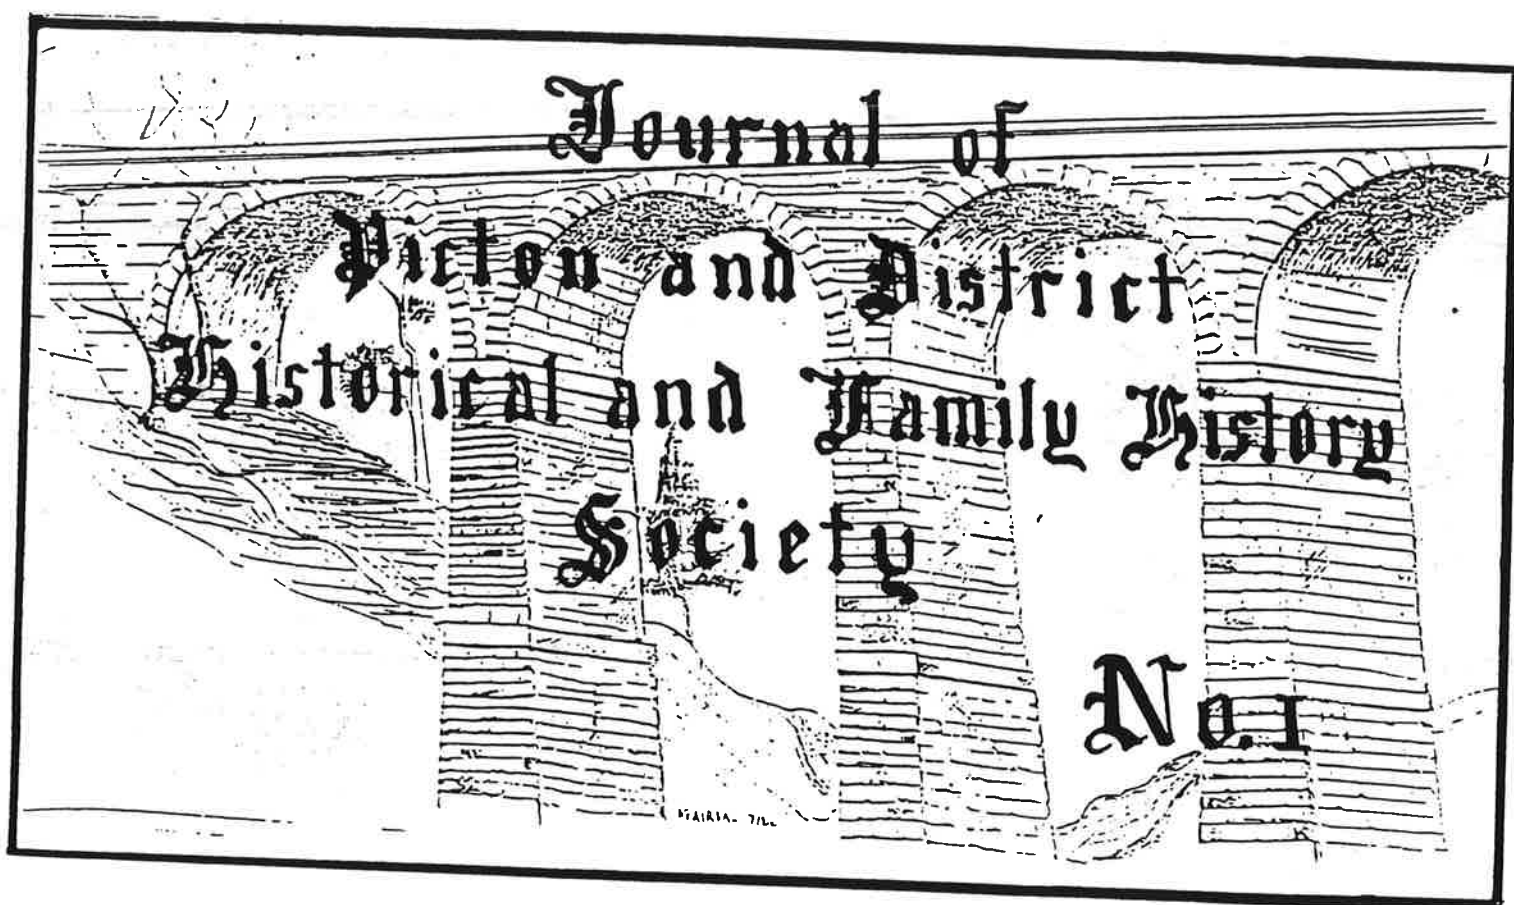 Journal of
Picton and District
Historical and Family History
Society
No.1